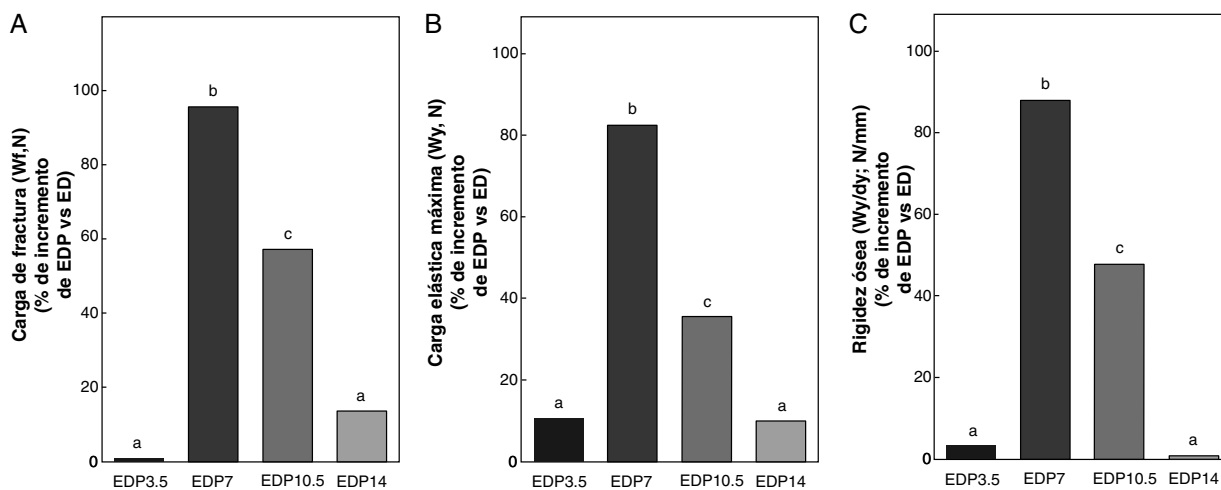 A
Carga de fractura (Wf,N)
(% de incremento
de EDP vs ED)
100
80
60
40
20
0
a
b
c
a
EDP3.5 EDP7 EDP10.5 EDP14
B
Carga elástica máxima (Wy, N)
(% de incremento
de EDP vs ED)
100
80
60
40
20
0
a
b
c
a
EDP3.5 EDP7 EDP10.5 EDP14
C
Rigidez ósea (Wy/dy; N/mm)
(% de incremento
de EDP vs ED)
100
80
60
40
20
0
a
b
c
a
EDP3.5 EDP7 EDP10.5 EDP14